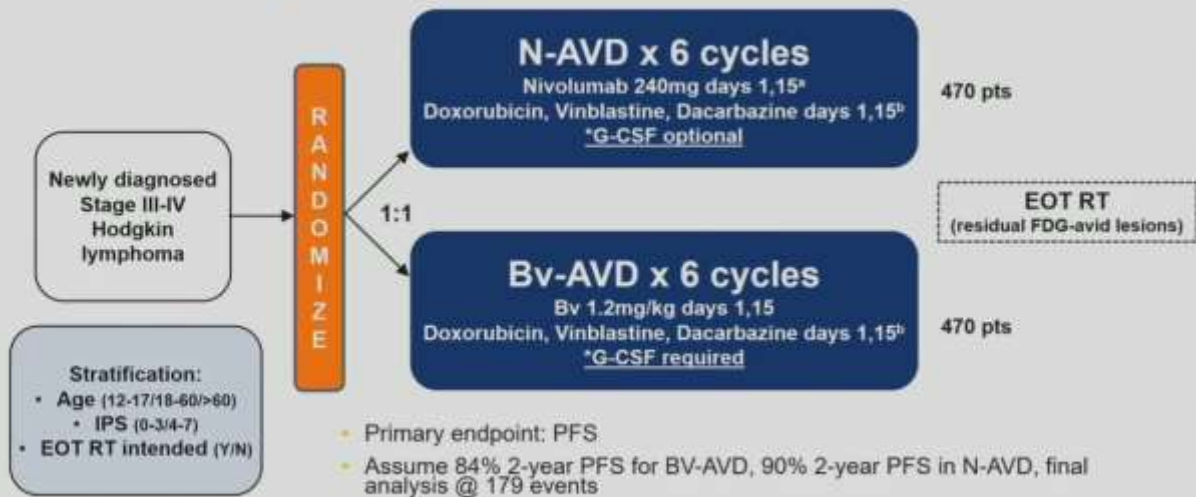 N-AVD x 6 cycles
Nivolumab 240mg days 1,15ᵃ
Doxorubicin, Vinblastine, Dacarbazine days 1,15ᵇ
*G-CSF optional
470 pts
RANDOMIZE
Newly diagnosed
Stage III-IV
Hodgkin
lymphoma
1:1
EOT RT
(residual FDG-avid lesions)
Bv-AVD x 6 cycles
Bv 1.2mg/kg days 1,15
Doxorubicin, Vinblastine, Dacarbazine days 1,15ᵇ
*G-CSF required
470 pts
Stratification:
• Age (12-17/18-60/>60)
• IPS (0-3/4-7)
• EOT RT intended (Y/N)
• Primary endpoint: PFS
• Assume 84% 2-year PFS for BV-AVD, 90% 2-year PFS in N-AVD, final
analysis @ 179 events